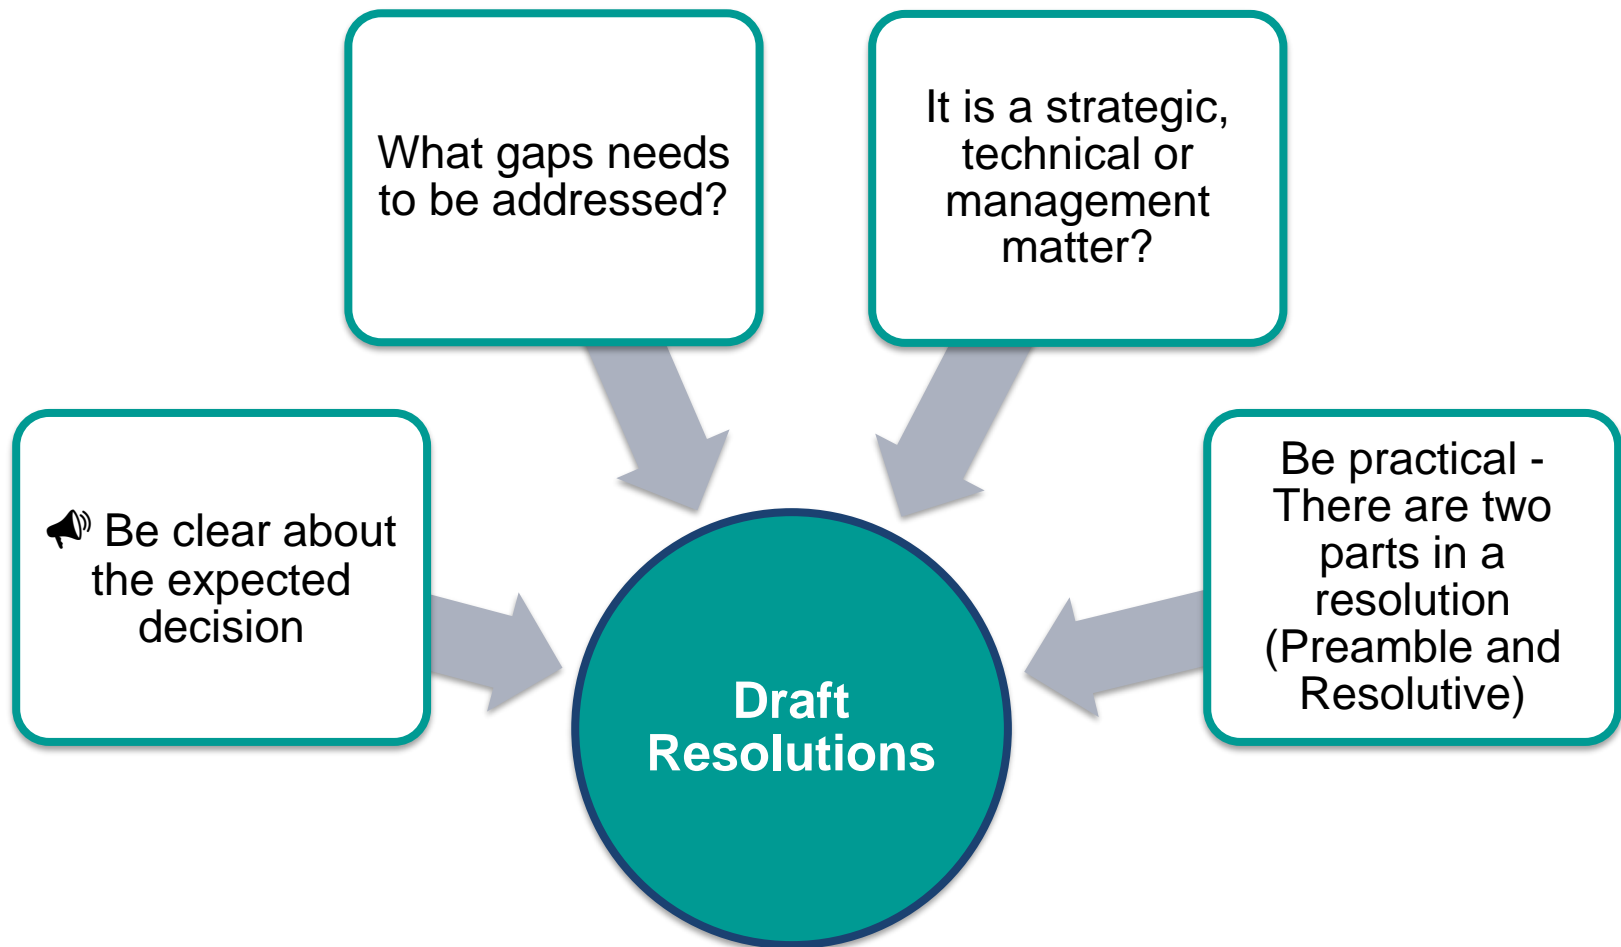 What gaps needs
to be addressed?
It is a strategic,
technical or
management
matter?
Be clear about
the expected
decision
Be practical -
There are two
parts in a
resolution
(Preamble and
Resolutive)
Draft
Resolutions